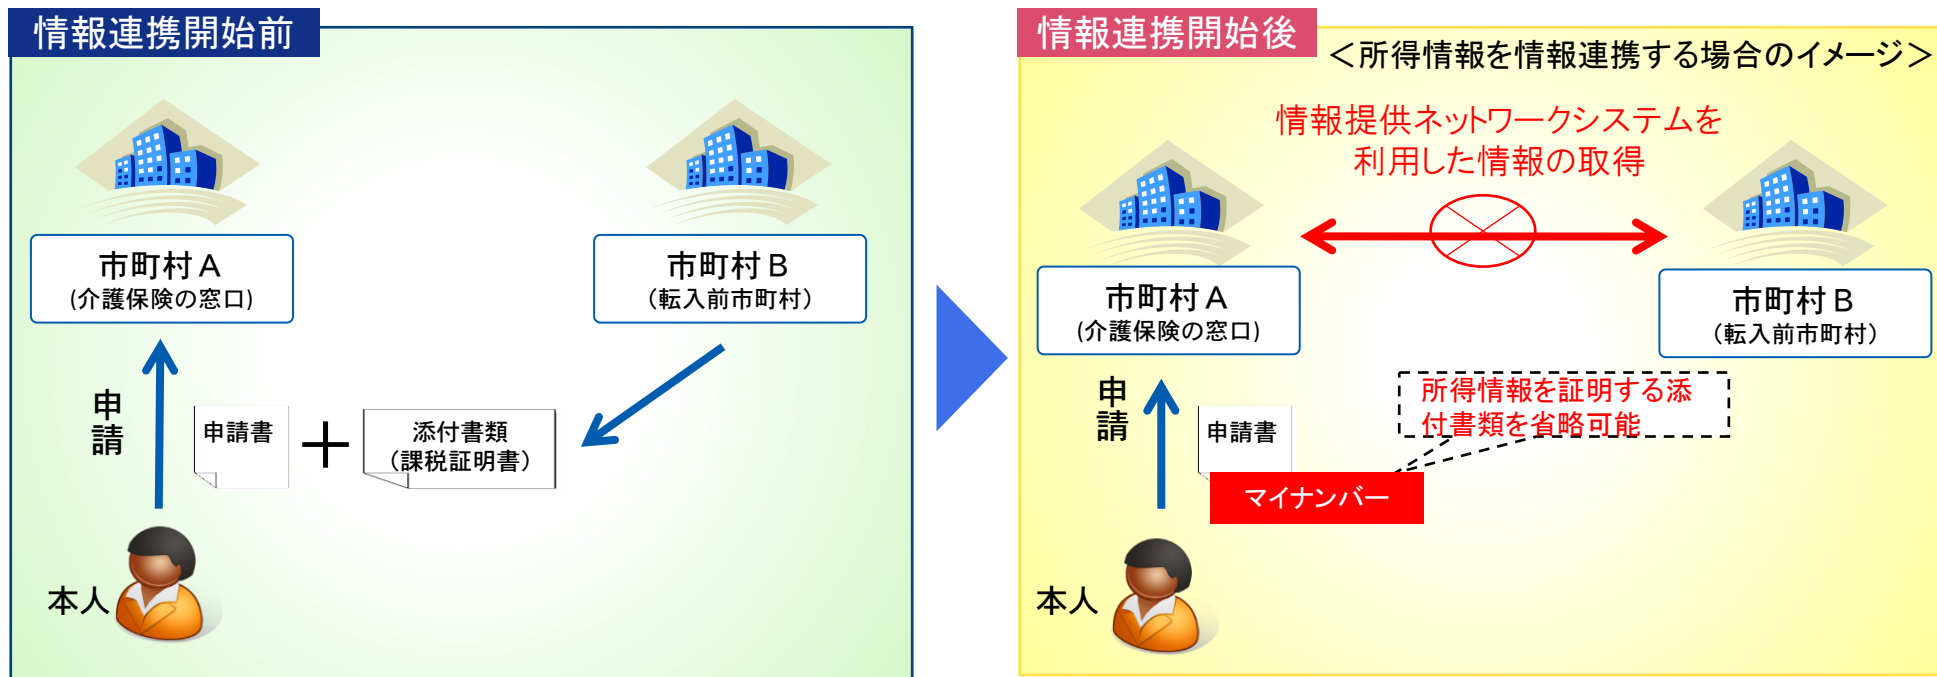 情報連携開始前
市町村A
(介護保険の窓口)
市町村B
（転入前市町村）
申請
申請書
＋
添付書類
（課税証明書）
本人
情報連携開始後
＜所得情報を情報連携する場合のイメージ＞
情報提供ネットワークシステムを
利用した情報の取得
市町村A
(介護保険の窓口)
市町村B
（転入前市町村）
申請
申請書
マイナンバー
所得情報を証明する添
付書類を省略可能
本人